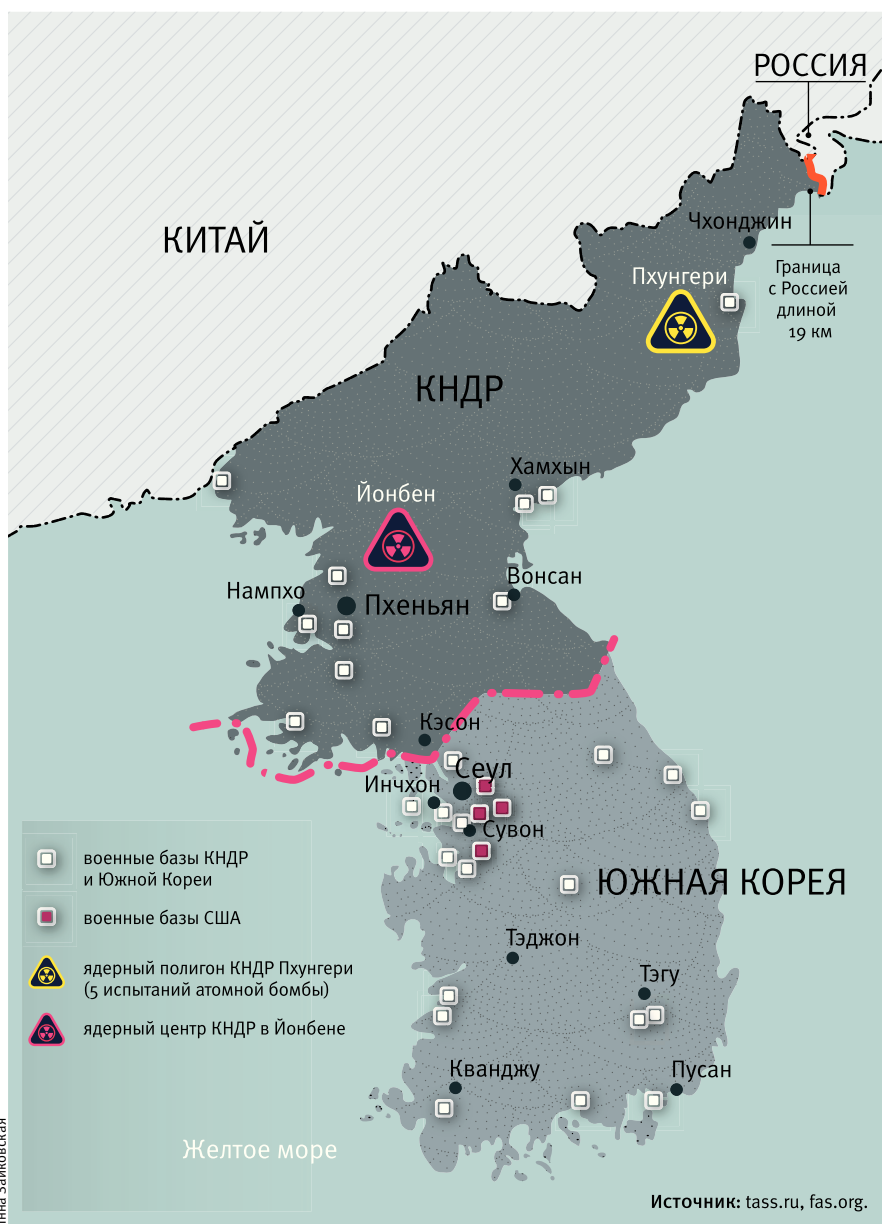 РОССИЯ
КИТАЙ
Чхонджин
Пхунгери
Граница
с Россией
длиной
19 км
КНДР
Хамхын
Йонбен
Вонсан
Нампхо
Пхеньян
Кэсон
Сеул
Инчхон
Сувон
ЮЖНАЯ КОРЕЯ
военные базы КНДР
и Южной Кореи
военные базы США
ядерный полигон КНДР Пхунгери
(5 испытаний атомной бомбы)
ядерный центр КНДР в Йонбене
Тэджон
Тэгу
Кванджу
Пусан
Желтое море
Зайковская
Источник: tass.ru, fas.org.